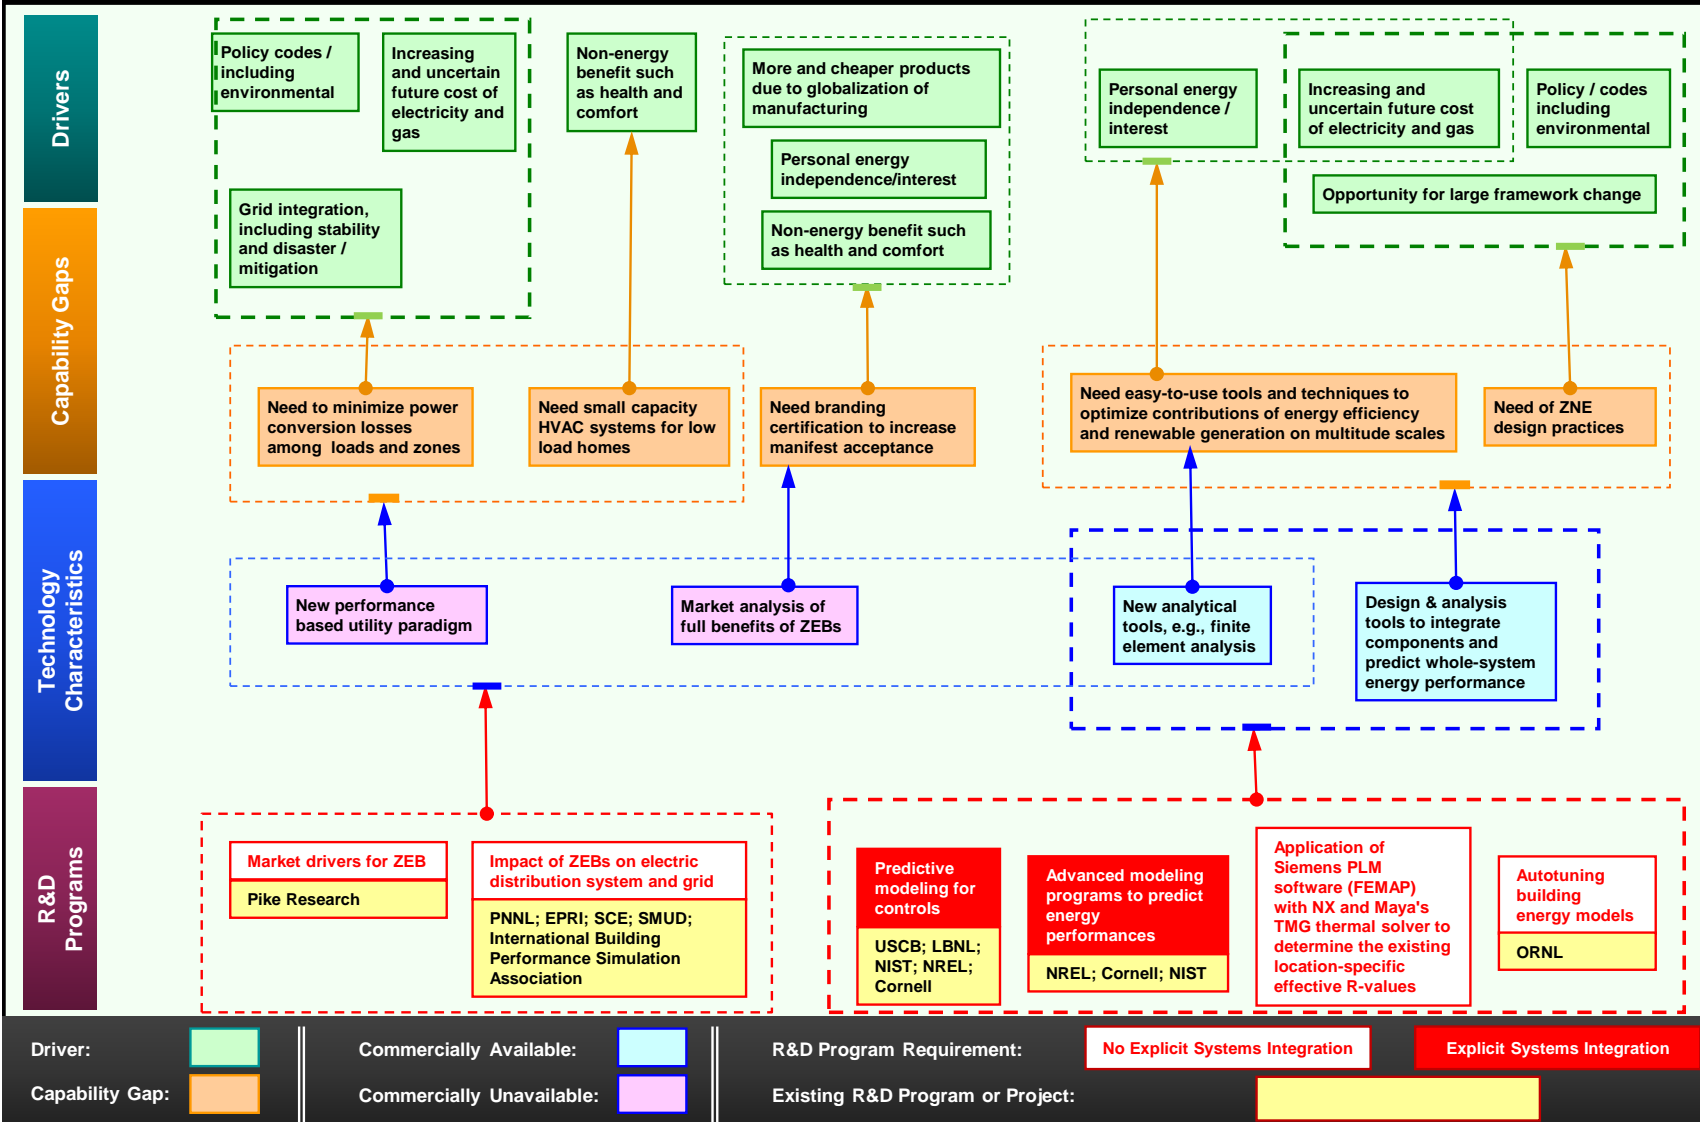 Drivers
Policy codes /
including
environmental
Increasing
and uncertain
future cost of
electricity and
gas
Grid integration,
including stability
and disaster /
mitigation
Non-energy
benefit such
as health and
comfort
More and cheaper products
due to globalization of
manufacturing
Personal energy
independence/interest
Non-energy benefit such
as health and comfort
Personal energy
independence /
interest
Increasing and
uncertain future cost
of electricity and gas
Policy / codes
including
environmental
Opportunity for large framework change
Capability Gaps
Need to minimize power
conversion losses
among loads and zones
Need small capacity
HVAC systems for low
load homes
Need branding
certification to increase
manifest acceptance
Need easy-to-use tools and techniques to
optimize contributions of energy efficiency
and renewable generation on multitude scales
Need of ZNE
design practices
Technology
Characteristics
New performance
based utility paradigm
Market analysis of
full benefits of ZEBs
New analytical
tools, e.g., finite
element analysis
Design & analysis
tools to integrate
components and
predict whole-system
energy performance
R&D
Programs
Market drivers for ZEB
Pike Research
Impact of ZEBs on electric
distribution system and grid
PNNL; EPRI; SCE; SMUD;
International Building
Performance Simulation
Association
Predictive
modeling for
controls
USCB; LBNL;
NIST; NREL;
Cornell
Advanced modeling
programs to predict
energy
performances
NREL; Cornell; NIST
Application of
Siemens PLM
software (FEMAP)
with NX and Maya's
TMG thermal solver to
determine the existing
location-specific
effective R-values
Autotuning
building
energy models
ORNL
Driver:
Capability Gap:
Commercially Available:
Commercially Unavailable:
R&D Program Requirement:
No Explicit Systems Integration
Explicit Systems Integration
Existing R&D Program or Project: